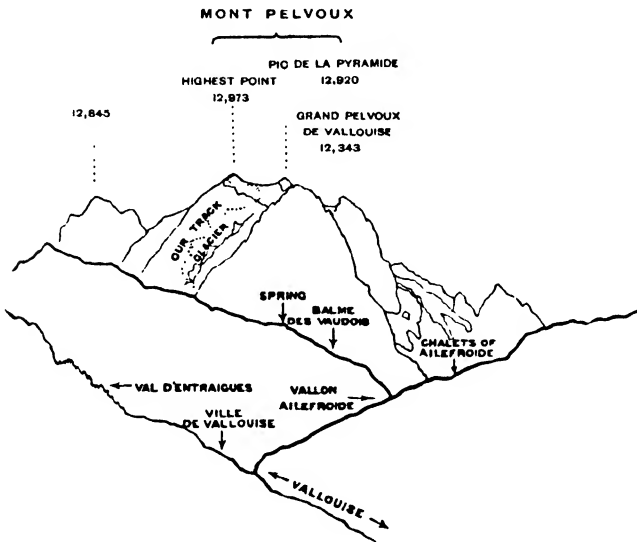 MONT PELVOUX
PIC DE LA PYRAMIDE
12,920
HIGHEST POINT
12,973
12,845
GRAND PELVOUX
DE VALLOUISE
12,343
OUR TRACK
GLACIER
SPRING
BALME
DES VAUDOIS
D
CHALETS OF
AILEFROIDE
VAL D'ENTRAIGUES
VALLON
AILEFROIDE
VILLE
DE VALLOUISE
VALLOUISE